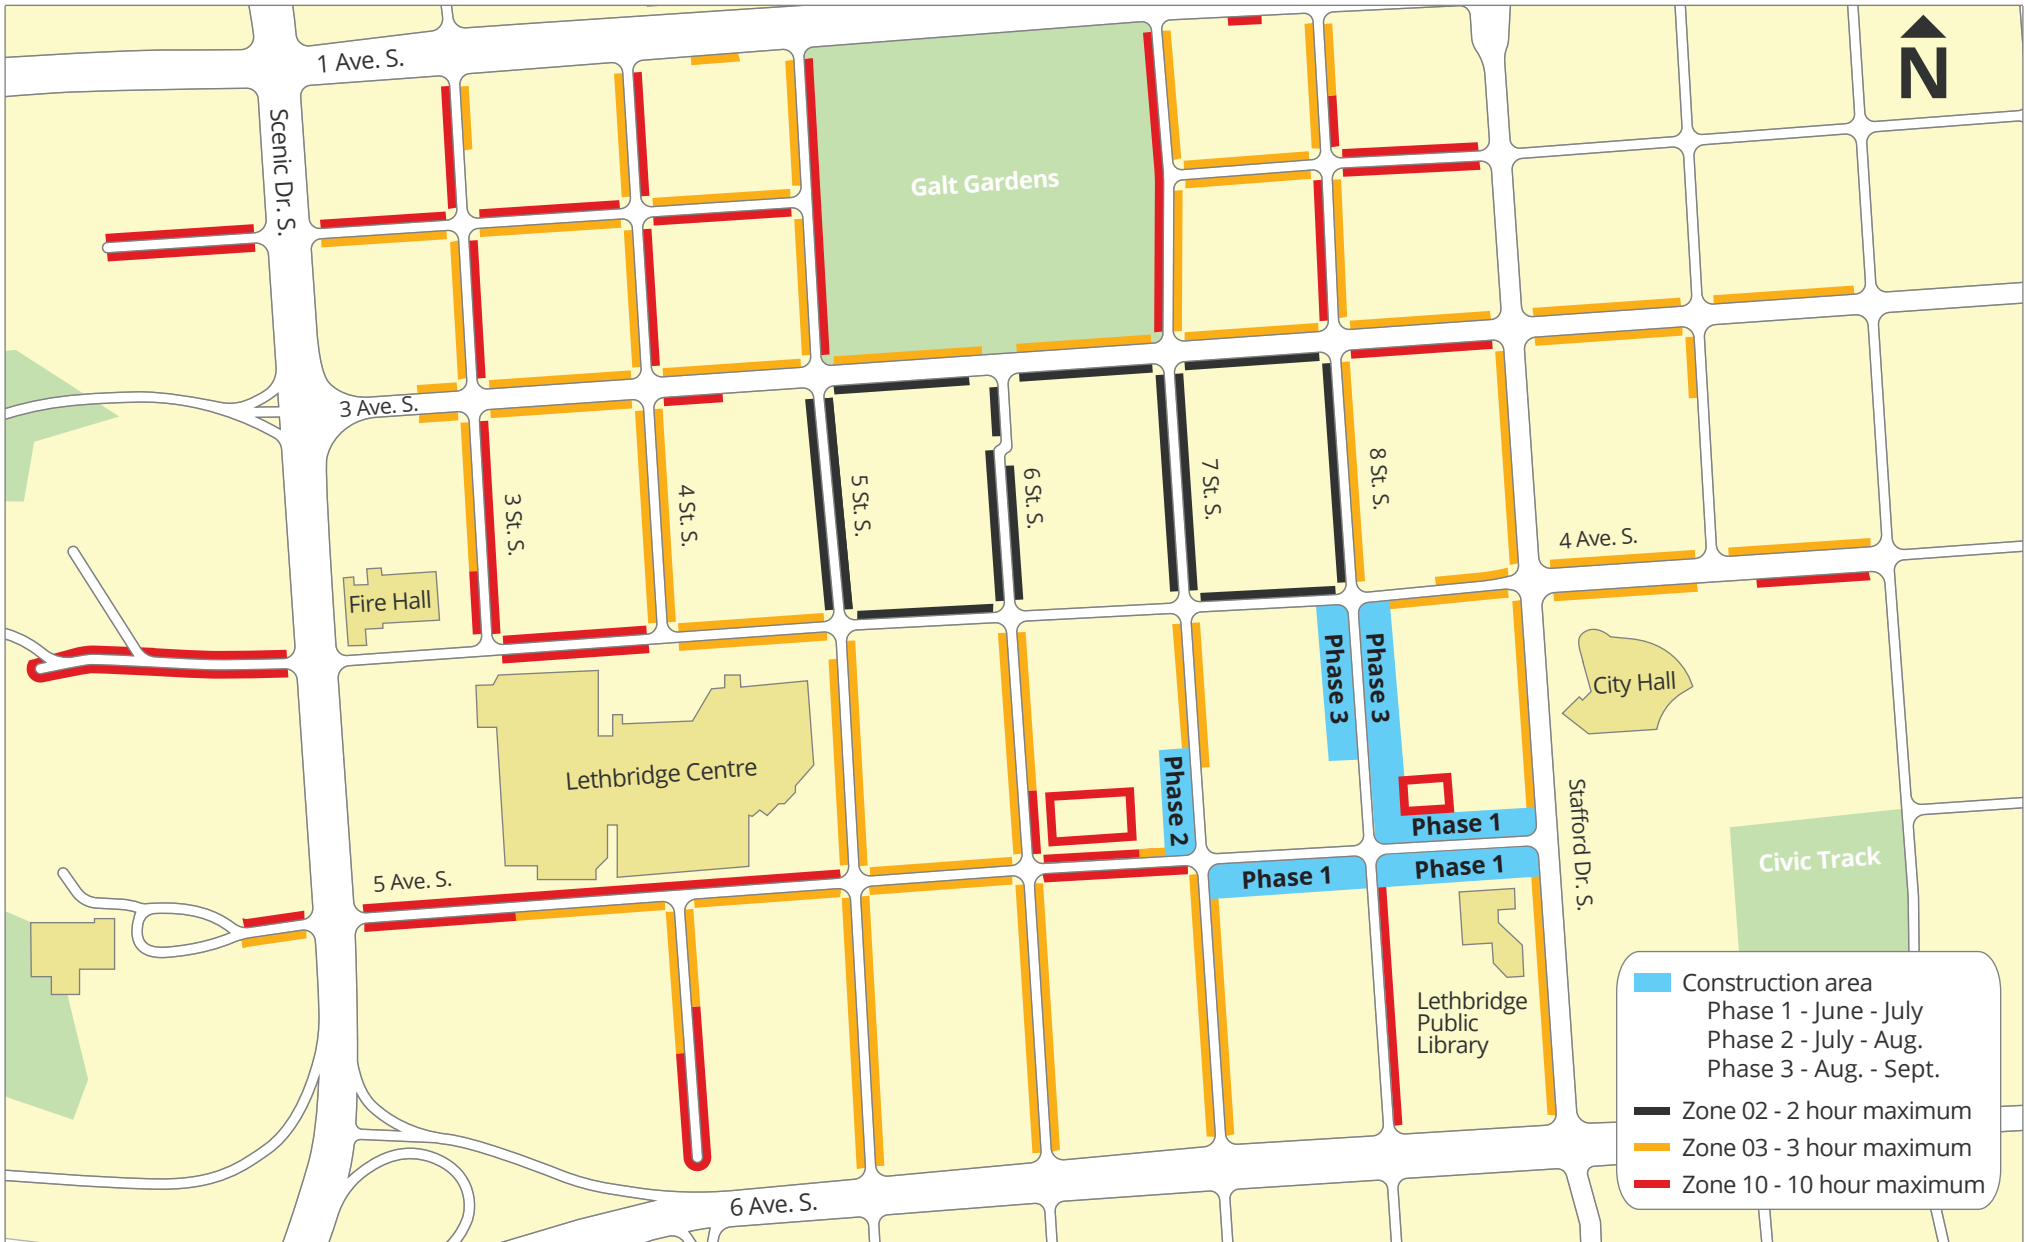 1 Ave. S.
N
Scenic Dr. S.
Galt Gardens
3 Ave. S.
3 St. S.
4 St. S.
5 St. S.
6 St. S.
7 St. S.
8 St. S.
4 Ave. S.
Fire Hall
Phase 3
Phase 3
City Hall
Lethbridge Centre
Phase 2
Phase 1
Stafford Dr. S.
5 Ave. S.
Phase 1
Phase 1
Civic Track
Lethbridge
Public
Library
6 Ave. S.
Construction area
Phase 1 - June - July
Phase 2 - July - Aug.
Phase 3 - Aug. - Sept.
Zone 02 - 2 hour maximum
Zone 03 - 3 hour maximum
Zone 10 - 10 hour maximum